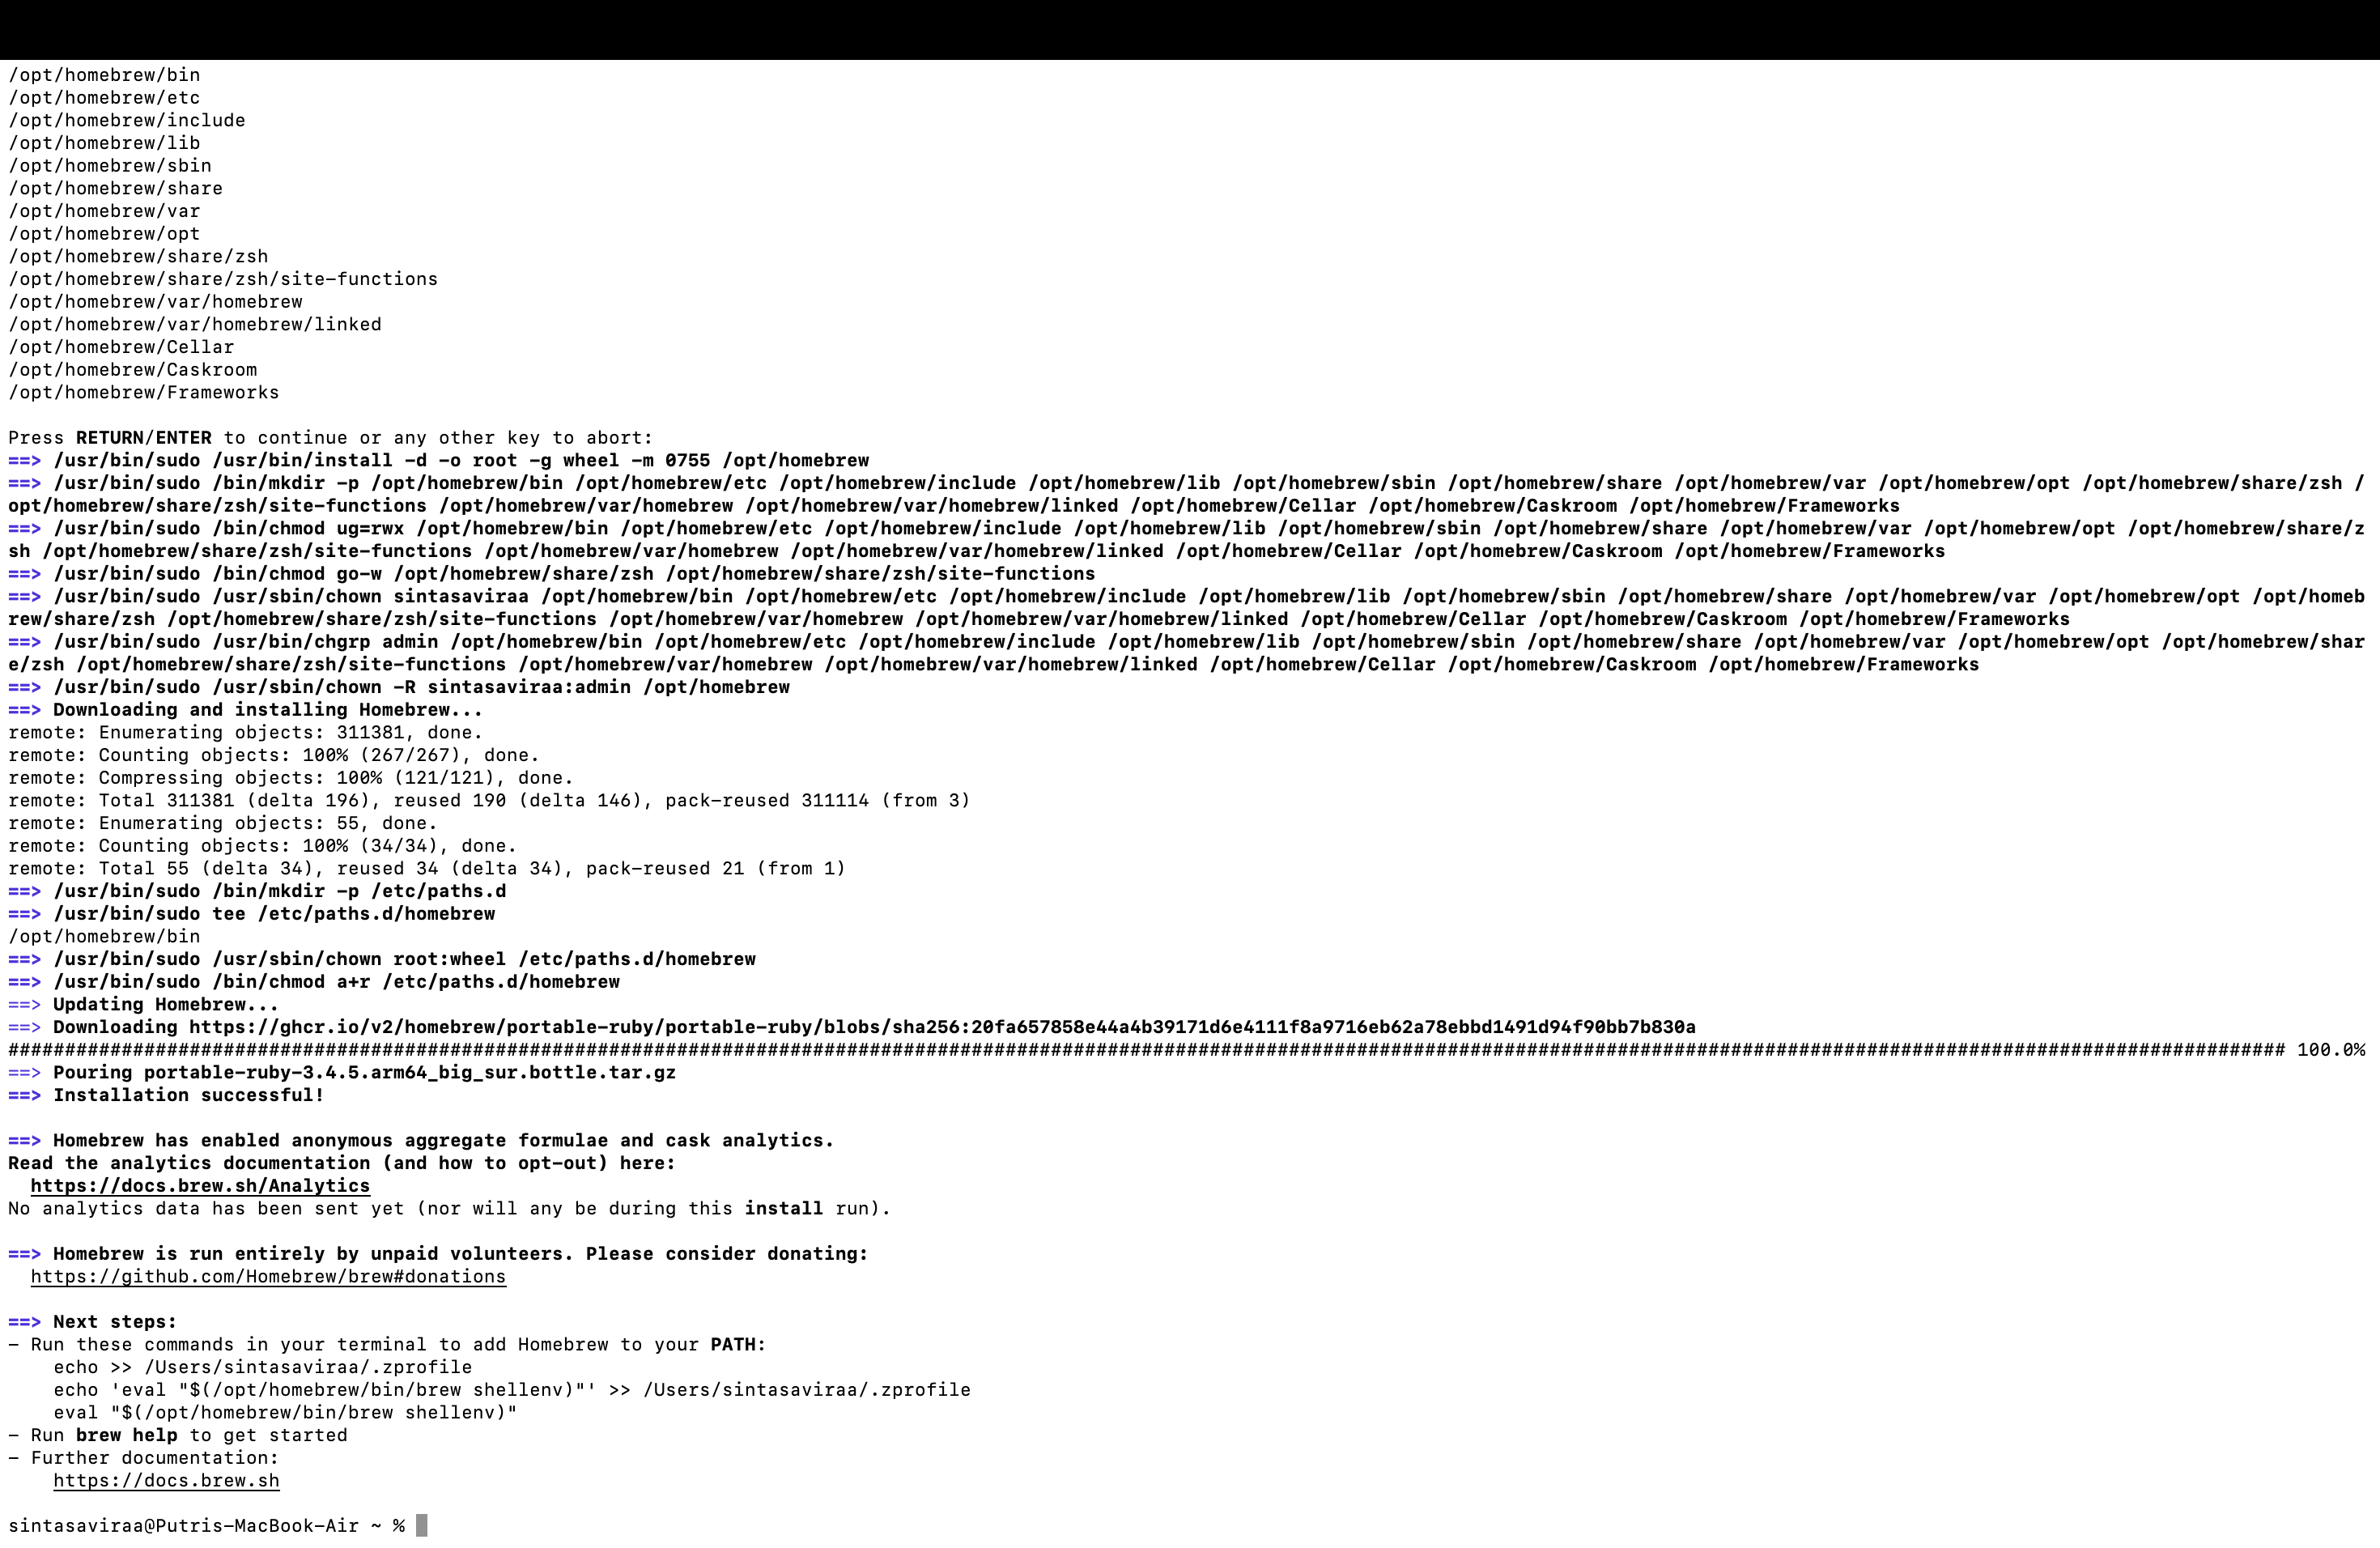 /opt/homebrew/bin
/opt/homebrew/etc
/opt/homebrew/include
/opt/homebrew/lib
/opt/homebrew/sbin
/opt/homebrew/share
/opt/homebrew/var
/opt/homebrew/opt
/opt/homebrew/share/zsh
/opt/homebrew/share/zsh/site-functions
/opt/homebrew/var/homebrew
/opt/homebrew/var/homebrew/linked
/opt/homebrew/Cellar
/opt/homebrew/Caskroom
/opt/homebrew/Frameworks

Press RETURN/ENTER to continue or any other key to abort:
==> /usr/bin/sudo /usr/bin/install -d -o root -g wheel -m 0755 /opt/homebrew
==> /usr/bin/sudo /bin/mkdir -p /opt/homebrew/bin /opt/homebrew/etc /opt/homebrew/include /opt/homebrew/lib /opt/homebrew/sbin /opt/homebrew/share /opt/homebrew/var /opt/homebrew/opt /opt/homebrew/share/zsh /
opt/homebrew/share/zsh/site-functions /opt/homebrew/var/homebrew /opt/homebrew/var/homebrew/linked /opt/homebrew/Cellar /opt/homebrew/Caskroom /opt/homebrew/Frameworks
==> /usr/bin/sudo /bin/chmod ug=rwx /opt/homebrew/bin /opt/homebrew/etc /opt/homebrew/include /opt/homebrew/lib /opt/homebrew/sbin /opt/homebrew/share /opt/homebrew/var /opt/homebrew/opt /opt/homebrew/share/z
sh /opt/homebrew/share/zsh/site-functions /opt/homebrew/var/homebrew /opt/homebrew/var/homebrew/linked /opt/homebrew/Cellar /opt/homebrew/Caskroom /opt/homebrew/Frameworks
==> /usr/bin/sudo /bin/chmod go-w /opt/homebrew/share/zsh /opt/homebrew/share/zsh/site-functions
==> /usr/bin/sudo /usr/sbin/chown sintasaviraa /opt/homebrew/bin /opt/homebrew/etc /opt/homebrew/include /opt/homebrew/lib /opt/homebrew/sbin /opt/homebrew/share /opt/homebrew/var /opt/homebrew/opt /opt/homeb
rew/share/zsh /opt/homebrew/share/zsh/site-functions /opt/homebrew/var/homebrew /opt/homebrew/var/homebrew/linked /opt/homebrew/Cellar /opt/homebrew/Caskroom /opt/homebrew/Frameworks
==> /usr/bin/sudo /usr/bin/chgrp admin /opt/homebrew/bin /opt/homebrew/etc /opt/homebrew/include /opt/homebrew/lib /opt/homebrew/sbin /opt/homebrew/share /opt/homebrew/var /opt/homebrew/opt /opt/homebrew/shar
e/zsh /opt/homebrew/share/zsh/site-functions /opt/homebrew/var/homebrew /opt/homebrew/var/homebrew/linked /opt/homebrew/Cellar /opt/homebrew/Caskroom /opt/homebrew/Frameworks
==> /usr/bin/sudo /usr/sbin/chown -R sintasaviraa:admin /opt/homebrew
==> Downloading and installing Homebrew...
remote: Enumerating objects: 311381, done.
remote: Counting objects: 100% (267/267), done.
remote: Compressing objects: 100% (121/121), done.
remote: Total 311381 (delta 196), reused 190 (delta 146), pack-reused 311114 (from 3)
remote: Enumerating objects: 55, done.
remote: Counting objects: 100% (34/34), done.
remote: Total 55 (delta 34), reused 34 (delta 34), pack-reused 21 (from 1)
==> /usr/bin/sudo /bin/mkdir -p /etc/paths.d
==> /usr/bin/sudo tee /etc/paths.d/homebrew
/opt/homebrew/bin
==> /usr/bin/sudo /usr/sbin/chown root:wheel /etc/paths.d/homebrew
==> /usr/bin/sudo /bin/chmod a+r /etc/paths.d/homebrew
==> Updating Homebrew...
==> Downloading https://ghcr.io/v2/homebrew/portable-ruby/portable-ruby/blobs/sha256:20fa657858e44a4b39171d6e4111f8a9716eb62a78ebbd1491d94f90bb7b830a
######################################################################################################################################################################################################### 100.0%
==> Pouring portable-ruby-3.4.5.arm64_big_sur.bottle.tar.gz
==> Installation successful!

==> Homebrew has enabled anonymous aggregate formulae and cask analytics.
Read the analytics documentation (and how to opt-out) here:
  https://docs.brew.sh/Analytics
No analytics data has been sent yet (nor will any be during this install run).

==> Homebrew is run entirely by unpaid volunteers. Please consider donating:
  https://github.com/Homebrew/brew#donations

==> Next steps:
- Run these commands in your terminal to add Homebrew to your PATH:
    echo >> /Users/sintasaviraa/.zprofile
    echo 'eval "$(/opt/homebrew/bin/brew shellenv)"' >> /Users/sintasaviraa/.zprofile
    eval "$(/opt/homebrew/bin/brew shellenv)"
- Run brew help to get started
- Further documentation:
    https://docs.brew.sh

sintasaviraa@Putris-MacBook-Air ~ %